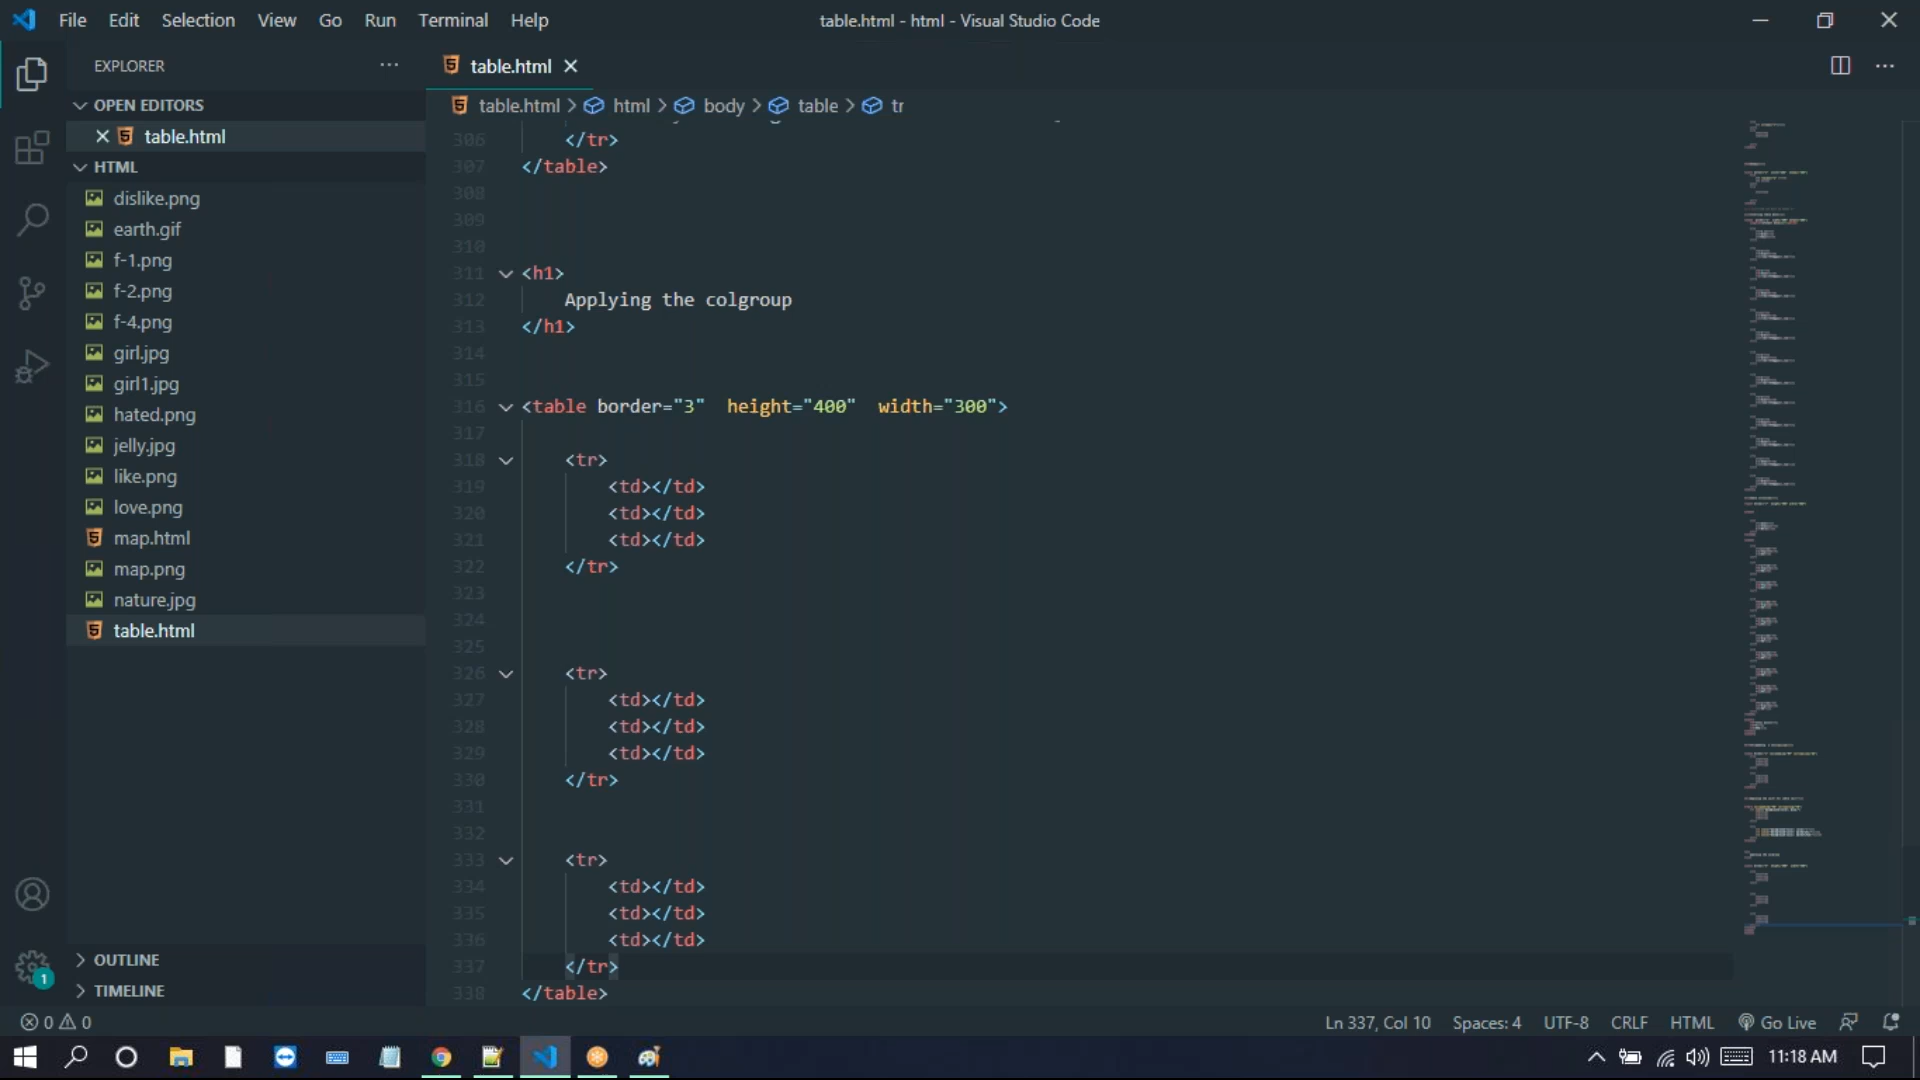 File Edit Selection View Go Run Terminal Help
table.html - html - Visual Studio Code
EXPLORER
OPEN EDITORS
table.html
HTML
dislike.png
earth.gif
f-1.png
f-2.png
f-4.png
girl.jpg
girl1.jpg
hated.png
jelly.jpg
like.png
love.png
map.html
map.png
nature.jpg
table.html
OUTLINE
TIMELINE
1
table.html
table.html > html > body > table > tr
306 </tr>
307 </table>
308
309
310
311 <h1>
312 Applying the colgroup
313 </h1>
314
315
316 <table border="3"  height="400"  width="300">
317
318 <tr>
319 <td></td>
320 <td></td>
321 <td></td>
322 </tr>
323
324
325
326 <tr>
327 <td></td>
328 <td></td>
329 <td></td>
330 </tr>
331
332
333 <tr>
334 <td></td>
335 <td></td>
336 <td></td>
337 </tr>
338 </table>
0 0
Ln 337, Col 10 Spaces: 4 UTF-8 CRLF HTML Go Live
11:18 AM